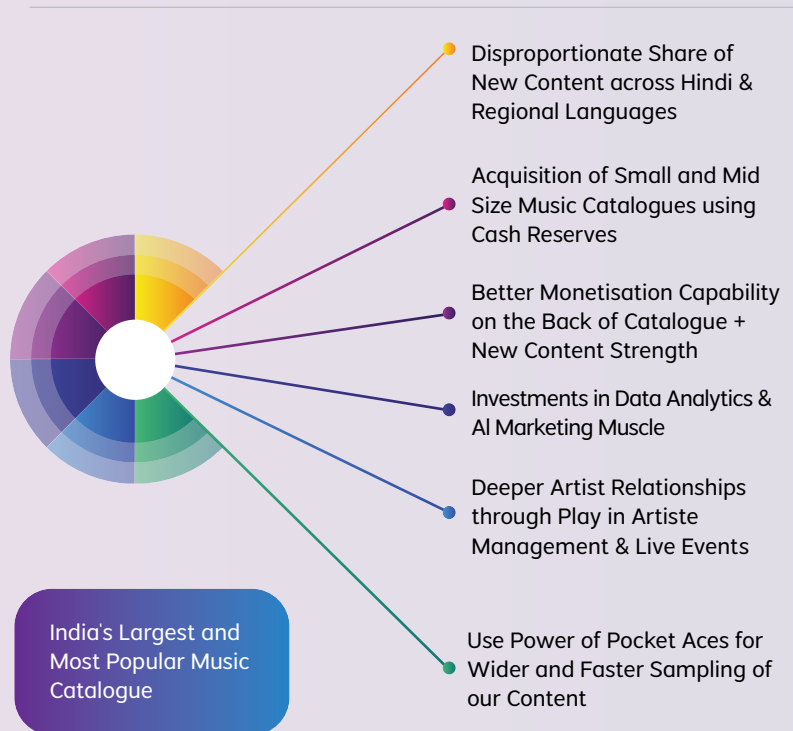 Disproportionate Share of
New Content across Hindi &
Regional Languages
Acquisition of Small and Mid
Size Music Catalogues using
Cash Reserves
Better Monetisation Capability
on the Back of Catalogue +
New Content Strength
Investments in Data Analytics &
Al Marketing Muscle
Deeper Artist Relationships
through Play in Artiste
Management & Live Events
Use Power of Pocket Aces for
Wider and Faster Sampling of
our Content
India's Largest and
Most Popular Music
Catalogue